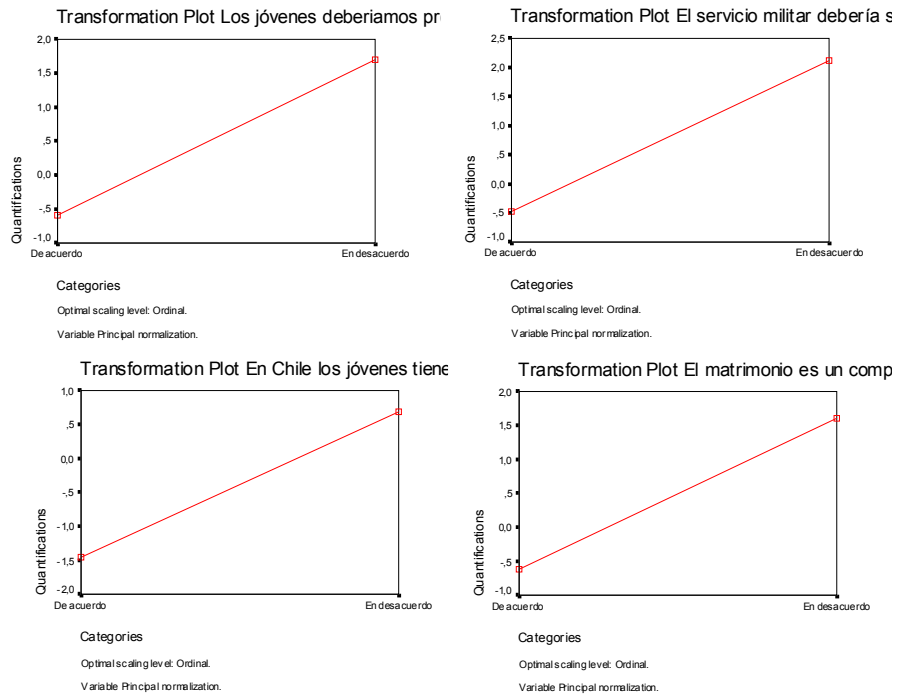 Transformation Plot Los jóvenes deberiamos pr
2,0
1,5
1,0
,5
0,0
-,5
-1,0
Quantifications
De acuerdo
En desacuerdo
Categories
Optimal scaling level: Ordinal.
Variable Principal normalization.
Transformation Plot El servicio militar debería s
2,5
2,0
1,5
1,0
,5
0,0
-,5
-1,0
Quantifications
De acuerdo
En desacuerdo
Categories
Optimal scaling level: Ordinal.
Variable Principal normalization.
Transformation Plot En Chile los jóvenes tiene
1,0
,5
0,0
-,5
-1,0
-1,5
-2,0
Quantifications
De acuerdo
En desacuerdo
Categories
Optimal scaling level: Ordinal.
Variable Principal normalization.
Transformation Plot El matrimonio es un comp
2,0
1,5
1,0
,5
0,0
-,5
-1,0
Quantifications
De acuerdo
En desacuerdo
Categories
Optimal scaling level: Ordinal.
Variable Principal normalization.